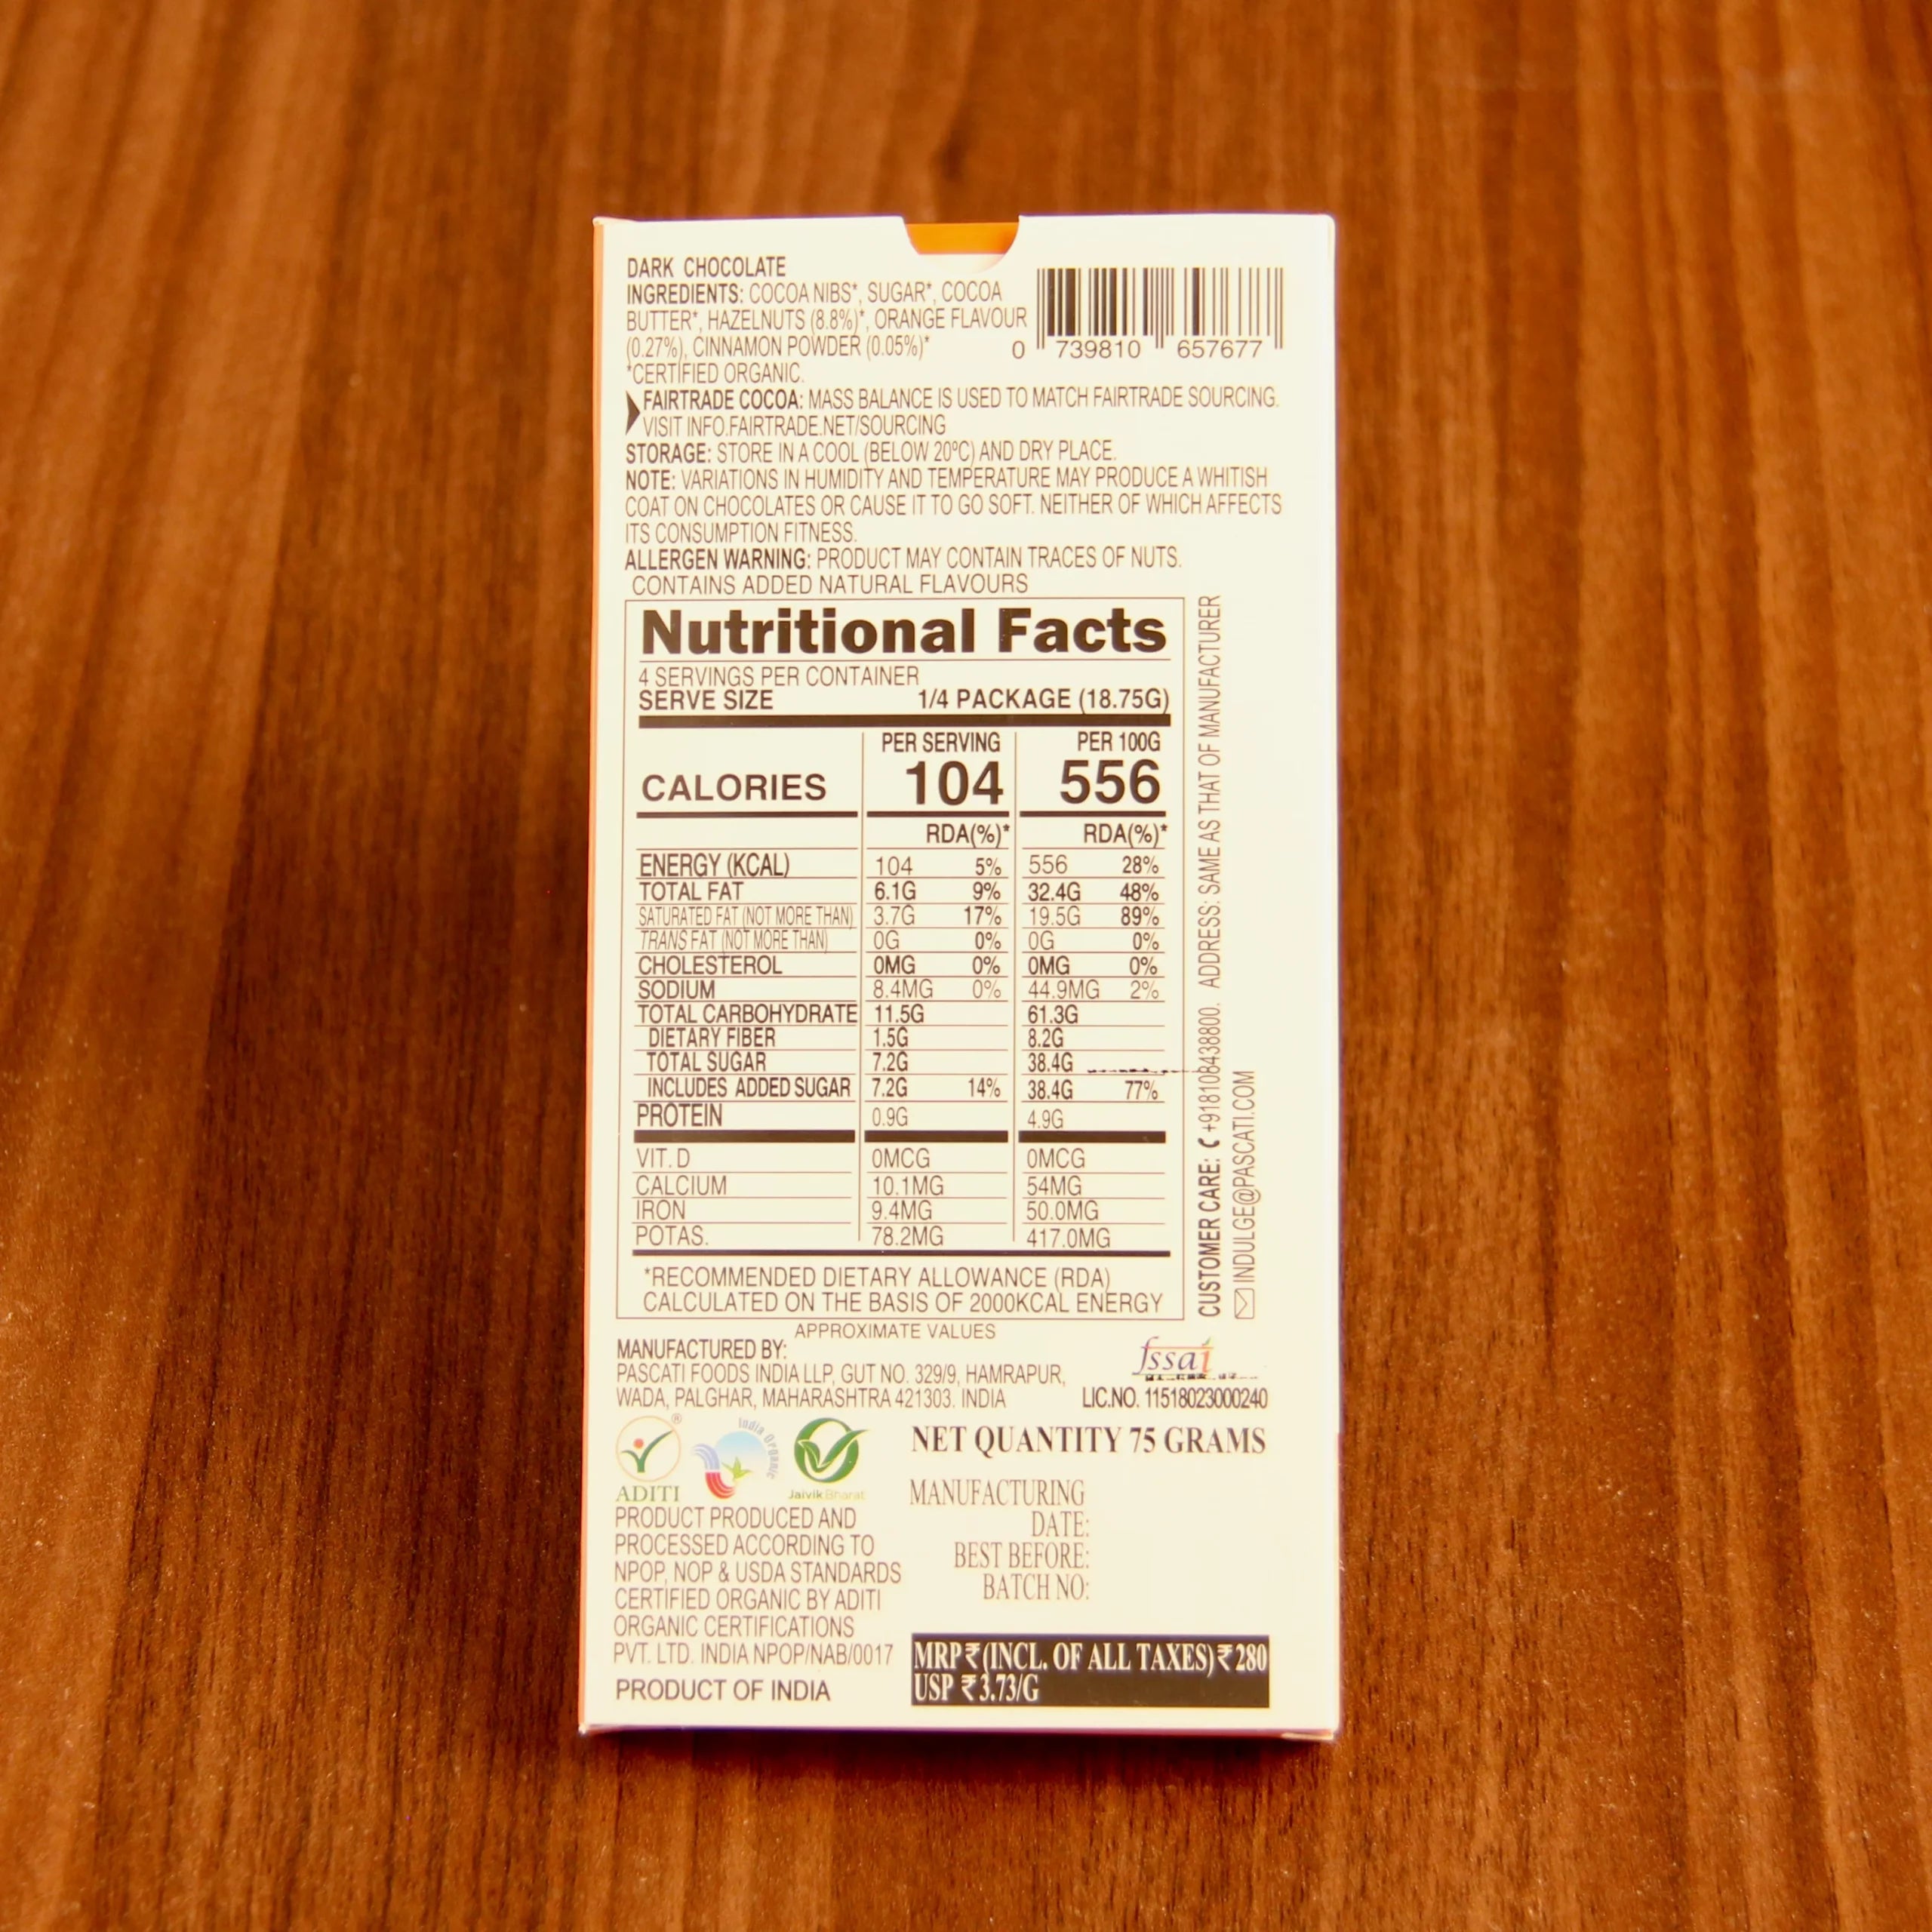 DARK CHOCOLATE
INGREDIENTS: COCOA NIBS*, SUGAR*, COCOA
BUTTER*, HAZELNUTS (8.8%)*, ORANGE FLAVOUR
(0.27%), CINNAMON POWDER (0.05%)*
*CERTIFIED ORGANIC.
0 739810 657677
FAIRTRADE COCOA: MASS BALANCE IS USED TO MATCH FAIRTRADE SOURCING.
VISIT INFO.FAIRTRADE.NET/SOURCING
STORAGE: STORE IN A COOL (BELOW 20ºC) AND DRY PLACE.
NOTE: VARIATIONS IN HUMIDITY AND TEMPERATURE MAY PRODUCE A WHITISH
COAT ON CHOCOLATES OR CAUSE IT TO GO SOFT. NEITHER OF WHICH AFFECTS
ITS CONSUMPTION FITNESS.
ALLERGEN WARNING: PRODUCT MAY CONTAIN TRACES OF NUTS.
CONTAINS ADDED NATURAL FLAVOURS
Nutritional Facts
4 SERVINGS PER CONTAINER
SERVE SIZE 1/4 PACKAGE (18.75G)
PER SERVING PER 100G
CALORIES 104 556
RDA(%)* RDA(%)*
ENERGY (KCAL) 104 5% 556 28%
TOTAL FAT 6.1G 9% 32.4G 48%
SATURATED FAT (NOT MORE THAN) 3.7G 17% 19.5G 89%
TRANS FAT (NOT MORE THAN) 0G 0% 0G 0%
CHOLESTEROL 0MG 0% 0MG 0%
SODIUM 8.4MG 0% 44.9MG 2%
TOTAL CARBOHYDRATE 11.5G 61.3G
DIETARY FIBER 1.5G 8.2G
TOTAL SUGAR 7.2G 38.4G
INCLUDES ADDED SUGAR 7.2G 14% 38.4G 77%
PROTEIN 0.9G 4.9G
VIT. D 0MCG 0MCG
CALCIUM 10.1MG 54MG
IRON 9.4MG 50.0MG
POTAS. 78.2MG 417.0MG
*RECOMMENDED DIETARY ALLOWANCE (RDA)
CALCULATED ON THE BASIS OF 2000KCAL ENERGY
APPROXIMATE VALUES
CUSTOMER CARE: +918108438800. ADDRESS: SAME AS THAT OF MANUFACTURER
INDULGE@PASCATI.COM
MANUFACTURED BY:
PASCATI FOODS INDIA LLP, GUT NO. 329/9, HAMRAPUR,
WADA, PALGHAR, MAHARASHTRA 421303. INDIA
fssai
LIC.NO. 11518023000240
ADITI ®
India Organic
Jaivik Bharat
PRODUCT PRODUCED AND
PROCESSED ACCORDING TO
NPOP, NOP & USDA STANDARDS
CERTIFIED ORGANIC BY ADITI
ORGANIC CERTIFICATIONS
PVT. LTD. INDIA NPOP/NAB/0017
PRODUCT OF INDIA
NET QUANTITY 75 GRAMS
MANUFACTURING
DATE:
BEST BEFORE:
BATCH NO:
MRP ₹ (INCL. OF ALL TAXES) ₹ 280
USP ₹ 3.73/G